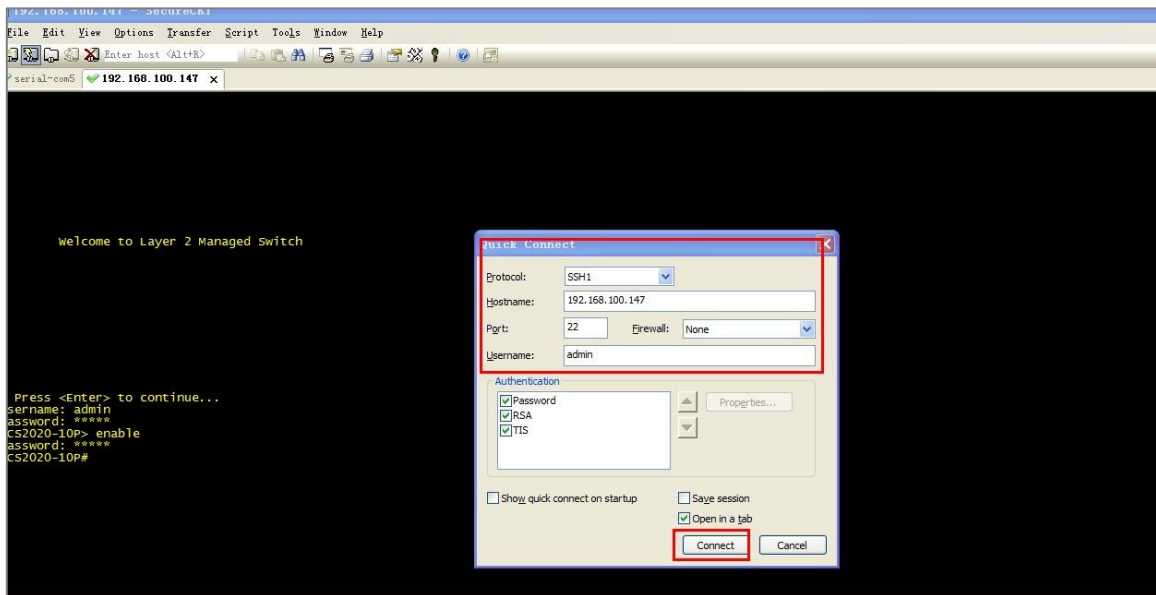 192.168.100.147 - SecureCRT
File Edit View Options Transfer Script Tools Window Help
Enter host <Alt+R>
serial-com5 192.168.100.147 x
Welcome to Layer 2 Managed Switch
Press <Enter> to continue...
sername: admin
assword: *****
CS2020-10P> enable
assword: *****
CS2020-10P#
Quick Connect
Protocol: SSH1
Hostname: 192.168.100.147
Port: 22 Firewall: None
Username: admin
Authentication
Password
RSA
TIS
Properties...
Show quick connect on startup
Save session
Open in a tab
Connect Cancel